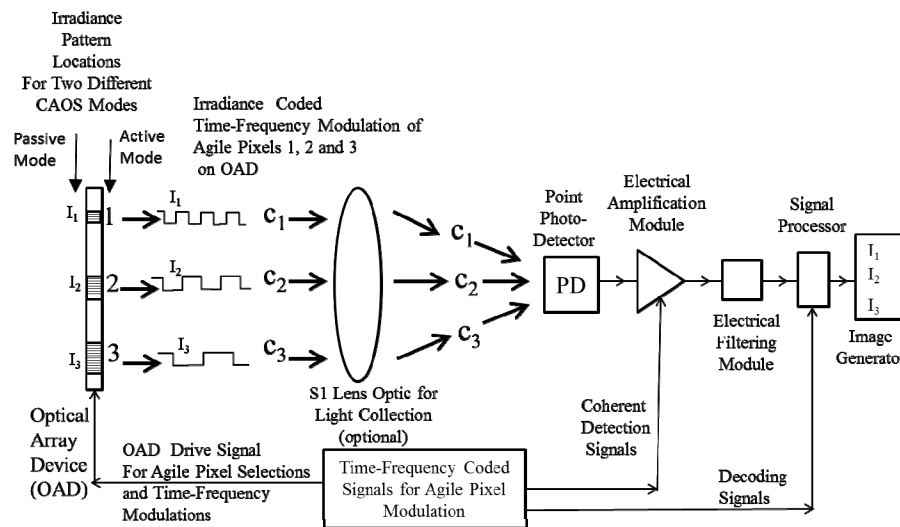 Irradiance
Pattern
Locations
For Two Different
CAOS Modes
Passive
Mode
Active
Mode
Irradiance Coded
Time-Frequency Modulation of
Agile Pixels 1, 2 and 3
on OAD
I1
1
I1
c1
c1
I2
2
I2
c2
c2
I3
3
I3
c3
c3
Point
Photo-
Detector
PD
Electrical
Amplification
Module
Signal
Processor
I1
I2
I3
Electrical
Filtering
Module
Image
Generator
S1 Lens Optic for
Light Collection
(optional)
Optical
Array
Device
(OAD)
OAD Drive Signal
For Agile Pixel Selections
and Time-Frequency
Modulations
Time-Frequency Coded
Signals for Agile Pixel
Modulation
Coherent
Detection
Signals
Decoding
Signals